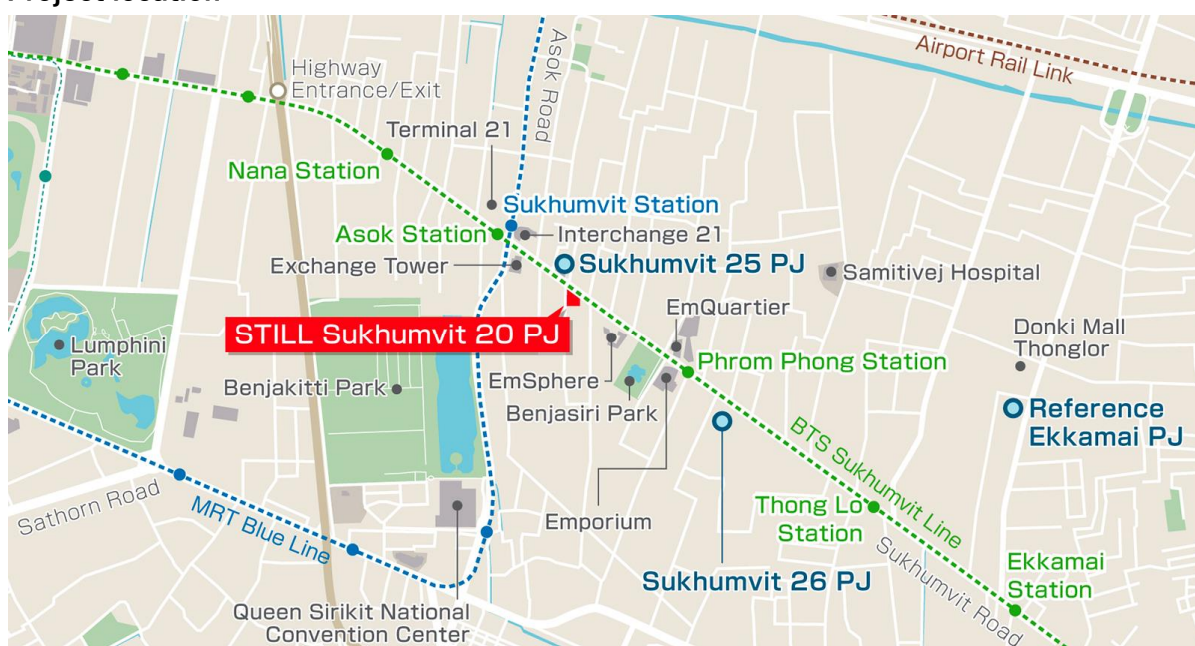 Project location
Asok Road
Airport Rail Link
Highway
Entrance/Exit
Terminal 21
Nana Station
Sukhumvit Station
Asok Station
Interchange 21
Exchange Tower
Sukhumvit 25 PJ
Samitivej Hospital
EmQuartier
STILL Sukhumvit 20 PJ
Donki Mall
Thonglor
Lumphini
Park
Phrom Phong Station
Benjakitti Park
EmSphere
Benjasiri Park
Reference
Ekkamai PJ
BTS Sukhumvit Line
Sathorn Road
MRT Blue Line
Emporium
Thong Lo
Station
Sukhumvit Road
Sukhumvit 26 PJ
Ekkamai
Station
Queen Sirikit National
Convention Center